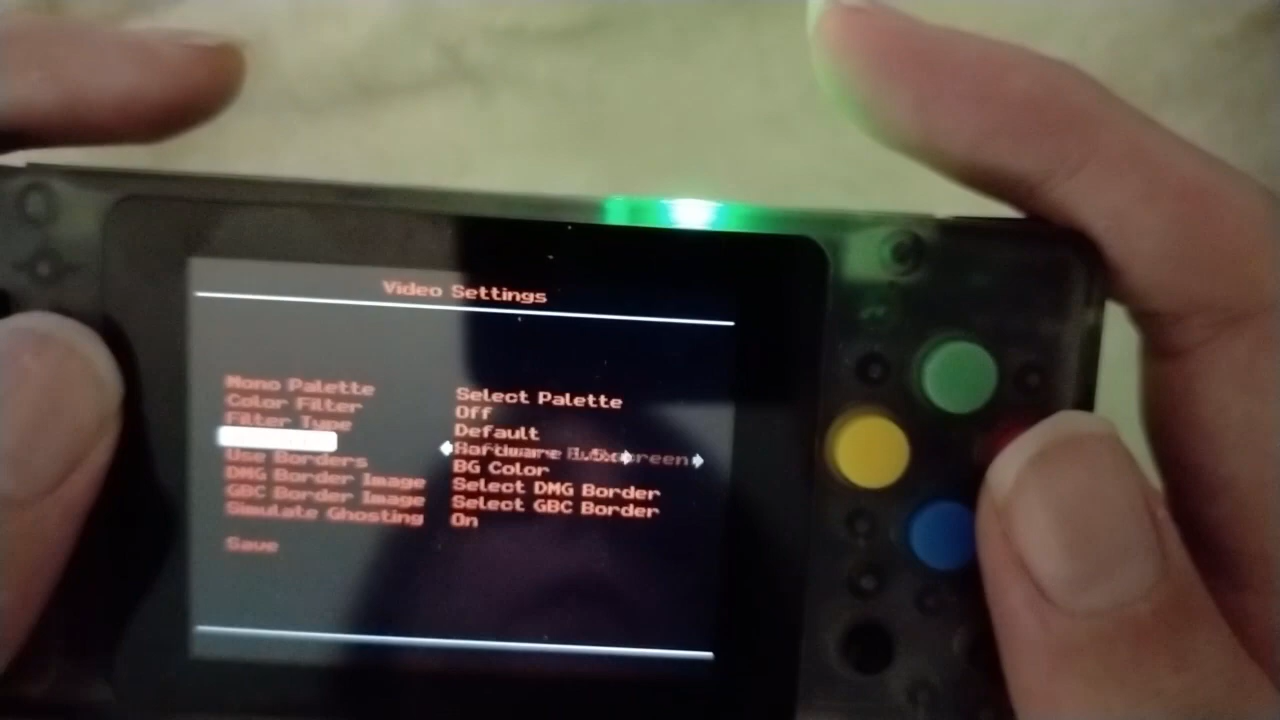 Video Settings
Mono Palette Select Palette
Color Filter Off
Filter Type Default
Use Borders BG Color
DMG Border Image Select DMG Border
GBC Border Image Select GBC Border
Simulate Ghosting On
Save